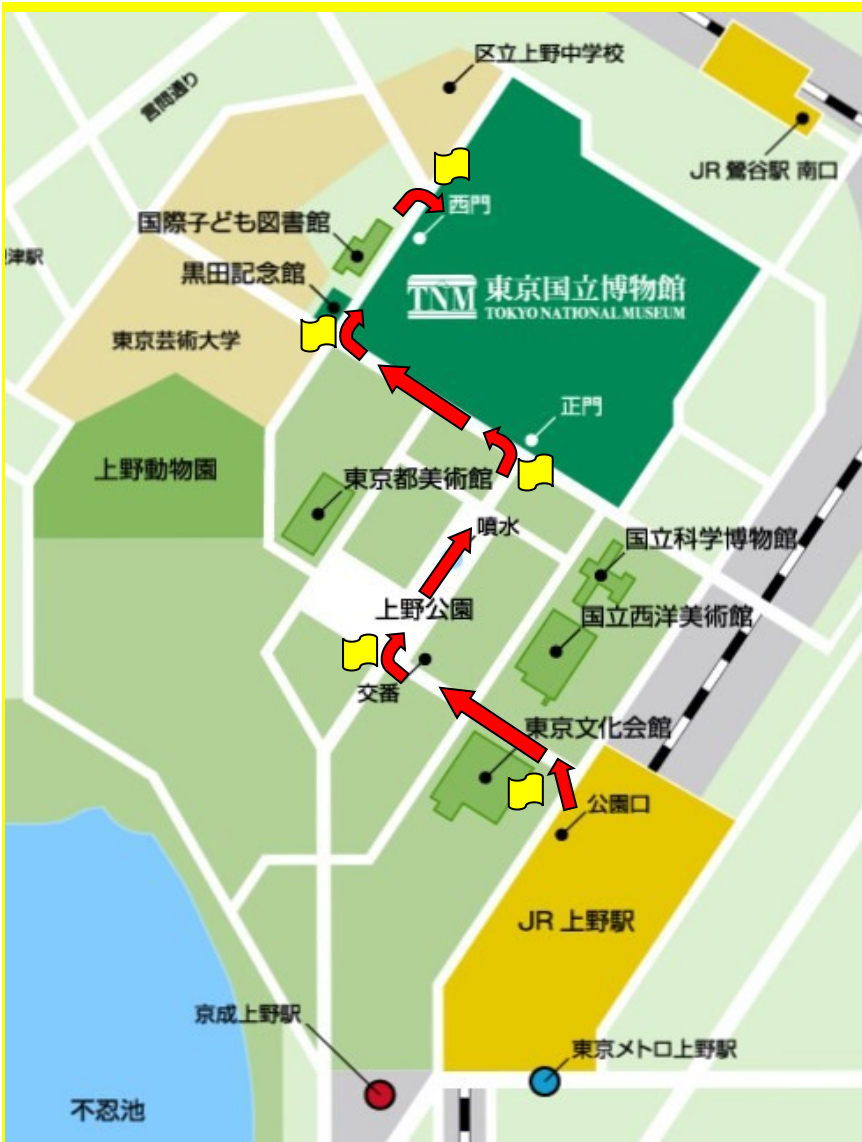 区立上野中学校
言問通り
JR 鶯谷駅 南口
西門
国際子ども図書館
津駅
黒田記念館
TNM 東京国立博物館
TOKYO NATIONAL MUSEUM
東京芸術大学
正門
上野動物園
東京都美術館
噴水
国立科学博物館
上野公園
国立西洋美術館
交番
東京文化会館
公園口
JR 上野駅
京成上野駅
東京メトロ上野駅
不忍池